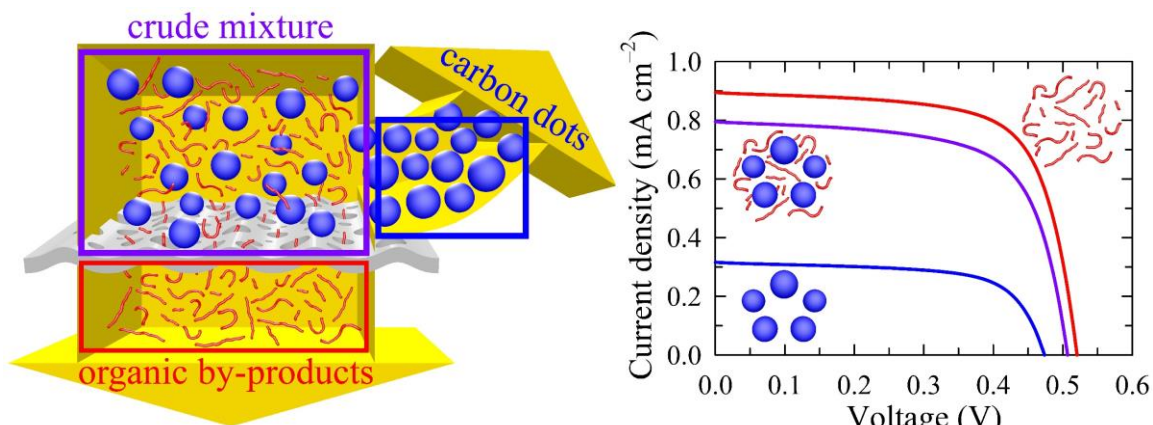 crude mixture
carbon dots
organic by-products
Current density (mA cm⁻²)
1.0
0.8
0.6
0.4
0.2
0.0
0.0 0.1 0.2 0.3 0.4 0.5 0.6
Voltage (V)